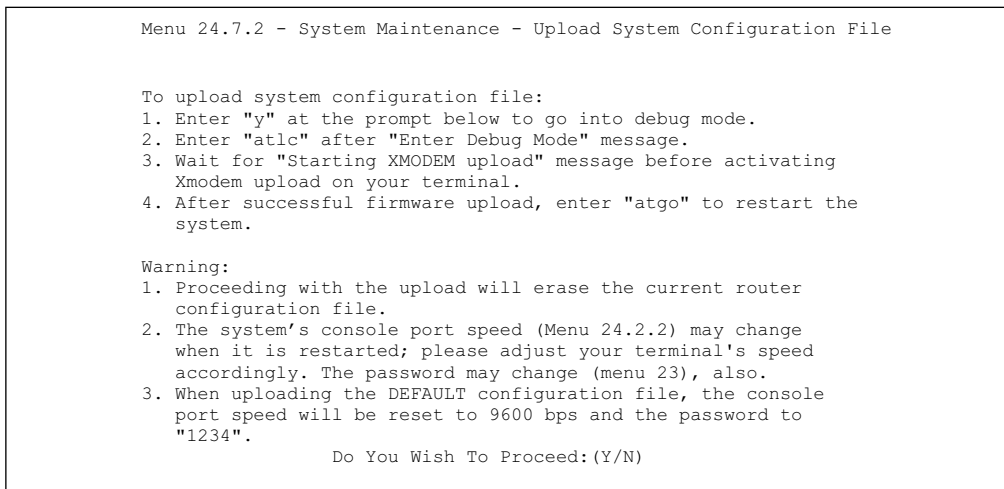 Menu 24.7.2 - System Maintenance - Upload System Configuration File
To upload system configuration file:
1. Enter "y" at the prompt below to go into debug mode.
2. Enter "atlc" after "Enter Debug Mode" message.
3. Wait for "Starting XMODEM upload" message before activating
Xmodem upload on your terminal.
4. After successful firmware upload, enter "atgo" to restart the
system.
Warning:
1. Proceeding with the upload will erase the current router
configuration file.
2. The system’s console port speed (Menu 24.2.2) may change
when it is restarted; please adjust your terminal's speed
accordingly. The password may change (menu 23), also.
3. When uploading the DEFAULT configuration file, the console
port speed will be reset to 9600 bps and the password to
"1234".
Do You Wish To Proceed:(Y/N)